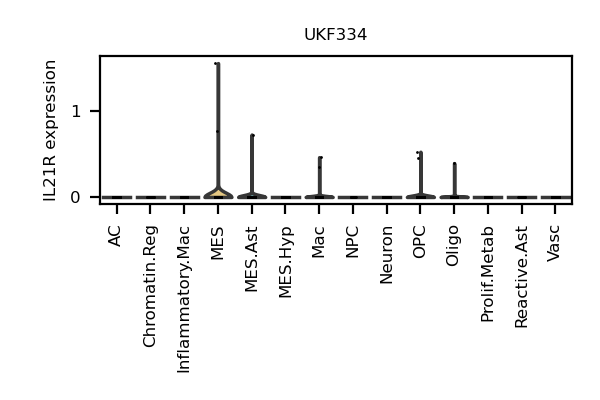 UKF334
IL21R expression
1
0
AC
Chromatin.Reg
Inflammatory.Mac
MES
MES.Ast
MES.Hyp
Mac
NPC
Neuron
OPC
Oligo
Prolif.Metab
Reactive.Ast
Vasc